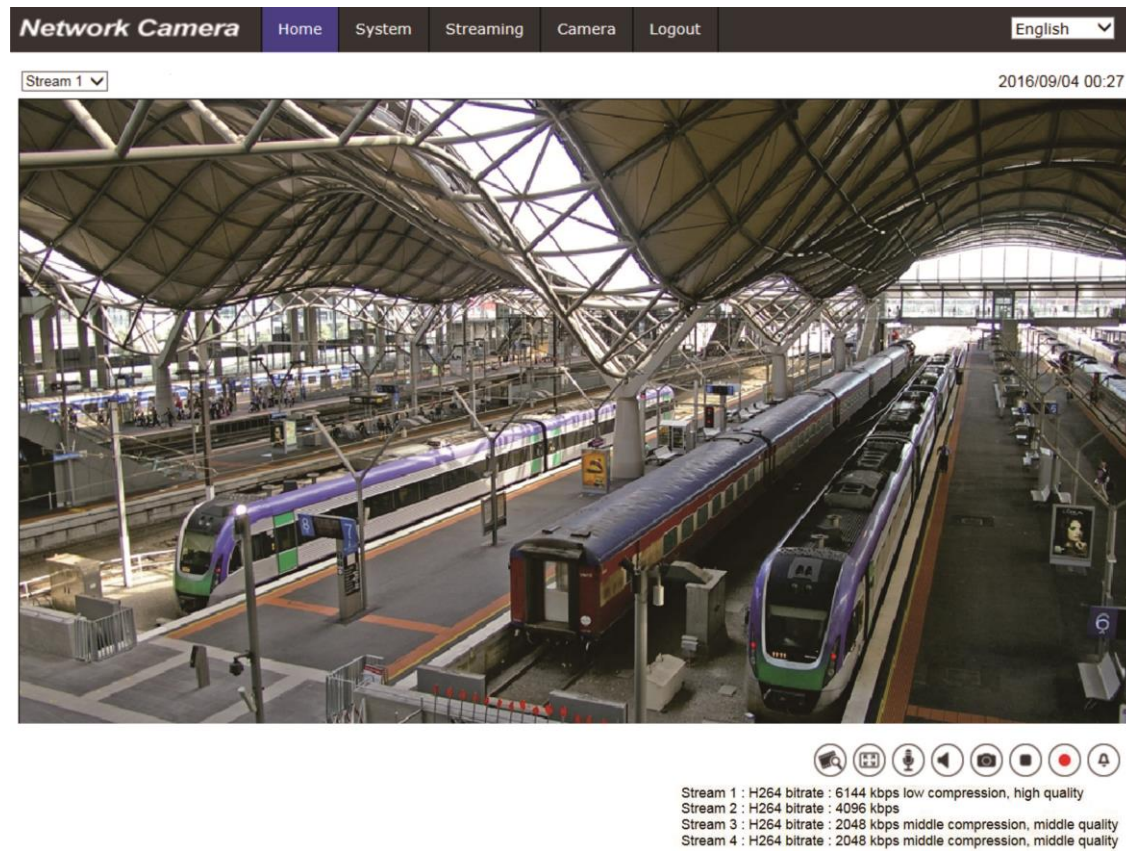 Network Camera
Home
System
Streaming
Camera
Logout
English
Stream 1
2016/09/04 00:27
8
7
6
Stream 1 : H264 bitrate : 6144 kbps low compression, high quality
Stream 2 : H264 bitrate : 4096 kbps
Stream 3 : H264 bitrate : 2048 kbps middle compression, middle quality
Stream 4 : H264 bitrate : 2048 kbps middle compression, middle quality